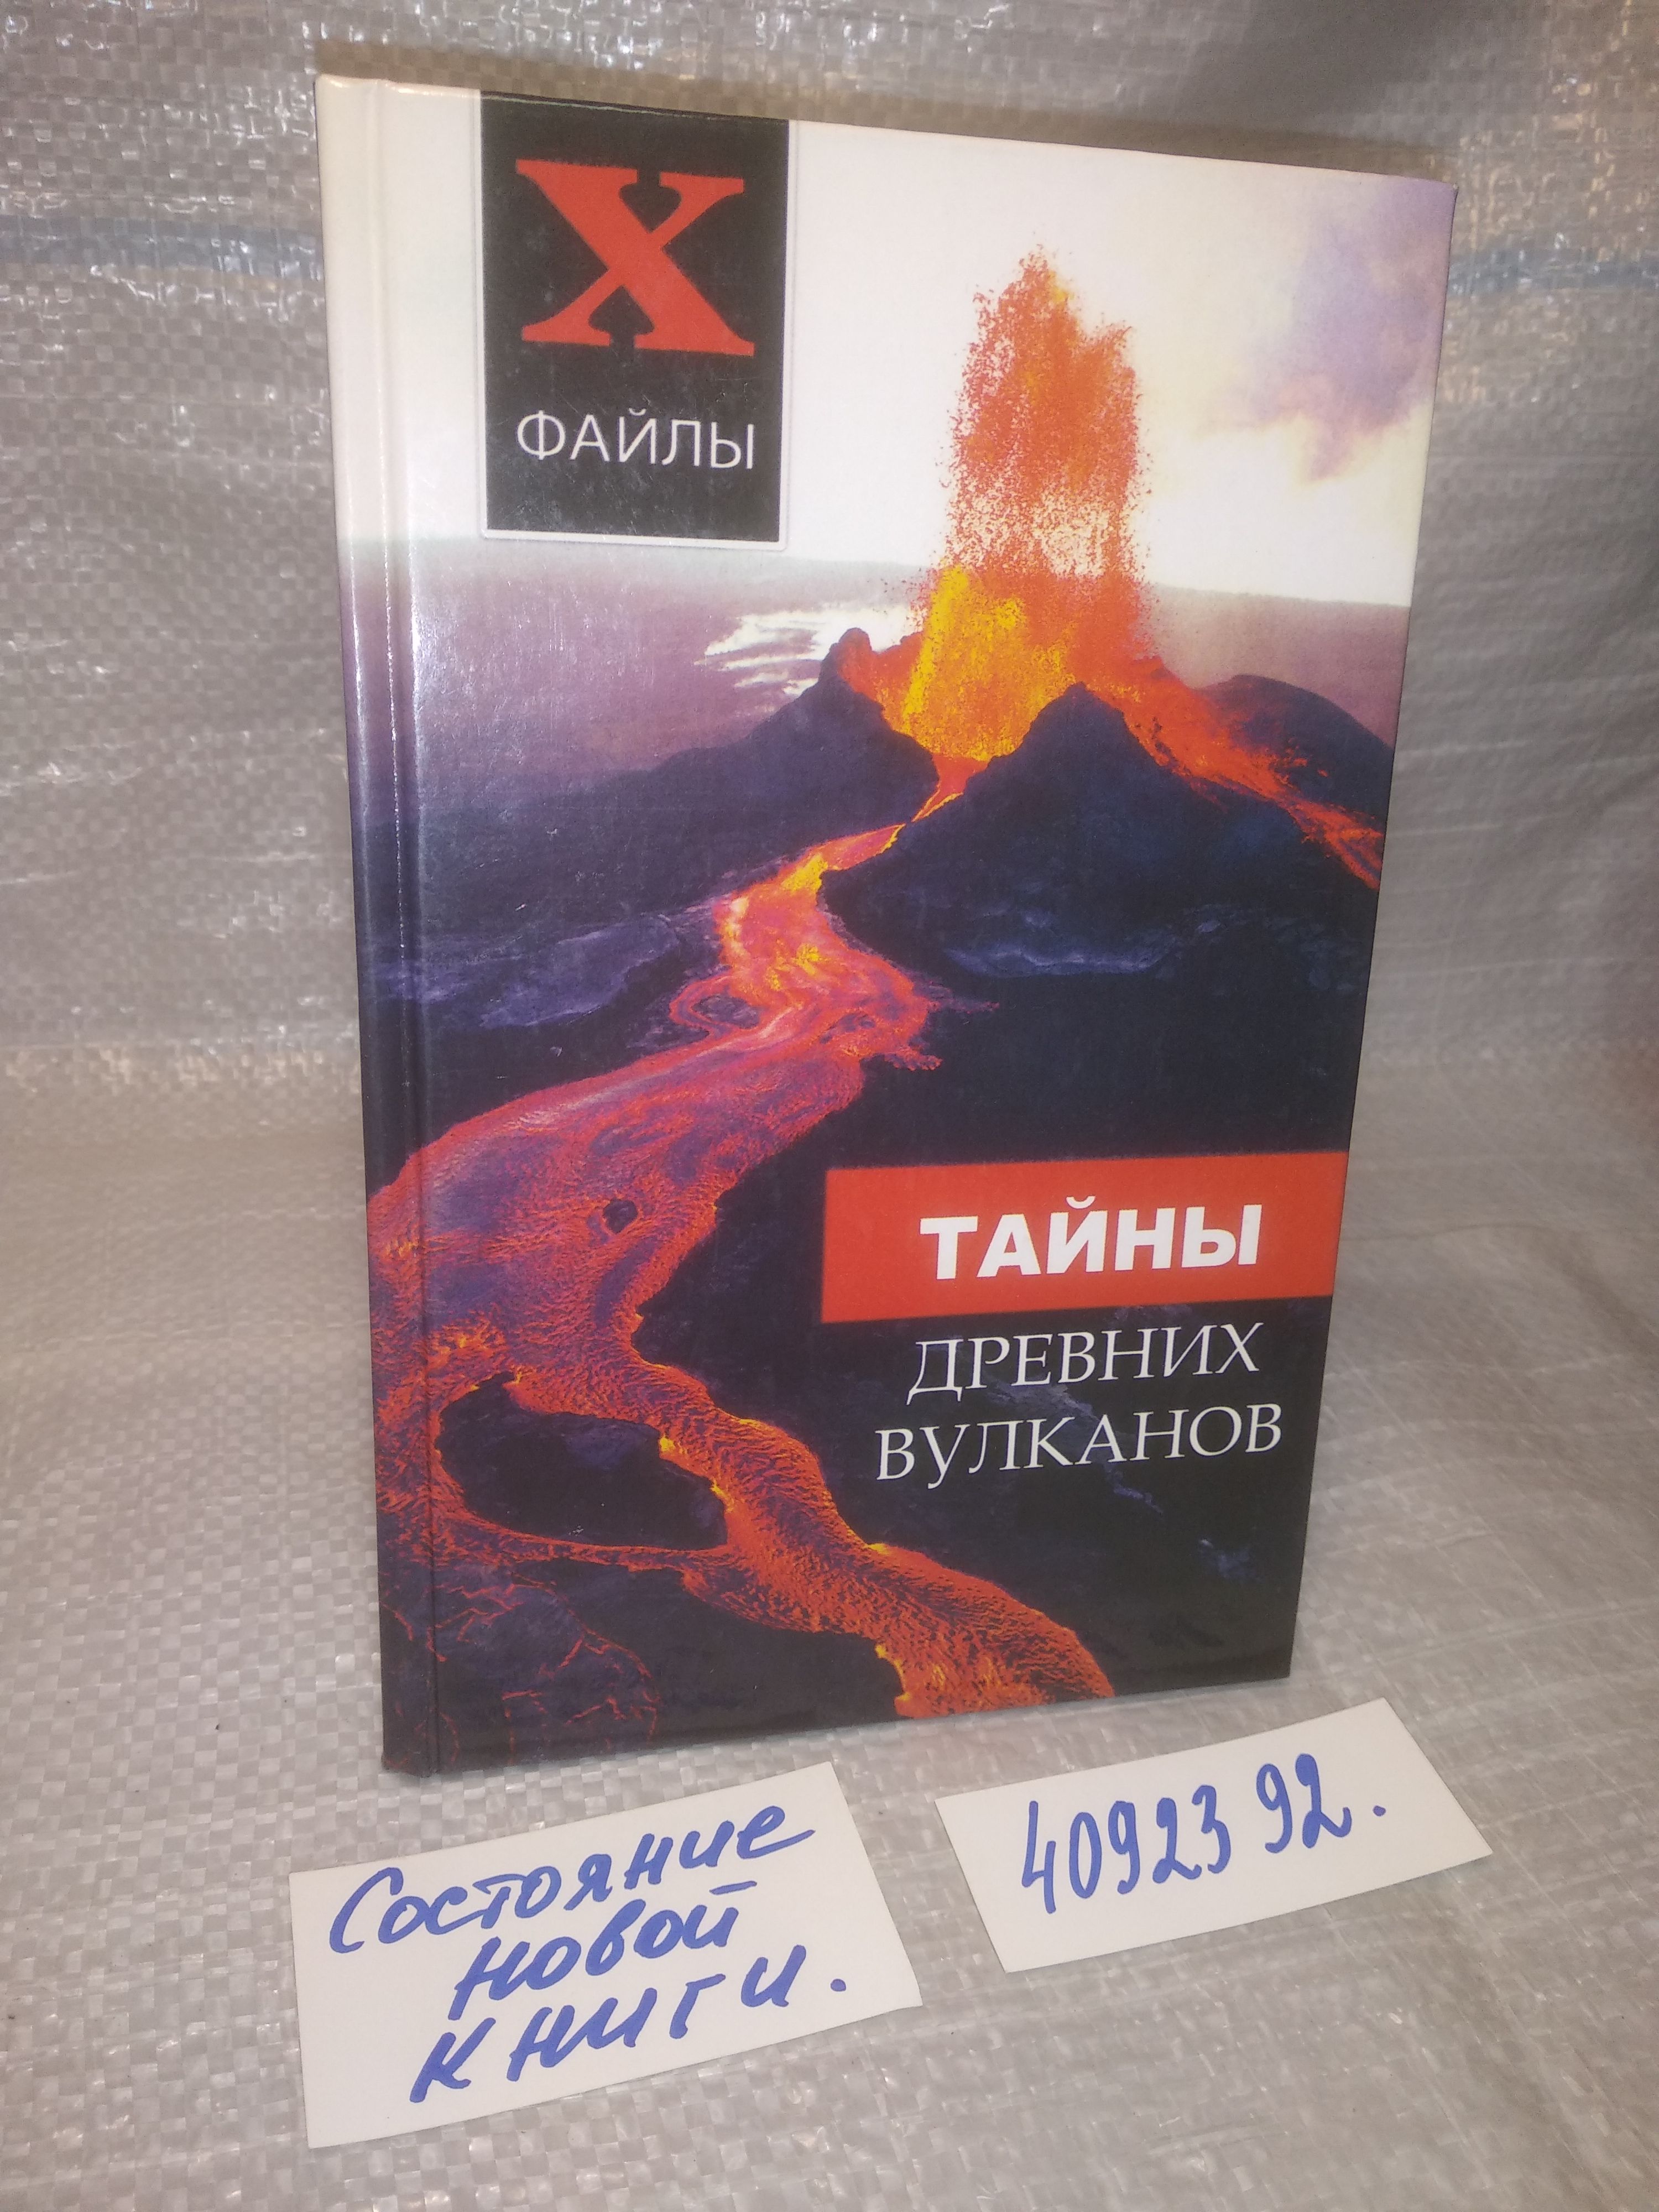 X
ФАЙЛЫ
ТАЙНЫ
ДРЕВНИХ
ВУЛКАНОВ
Состояние
новой
книги.
40923 92.